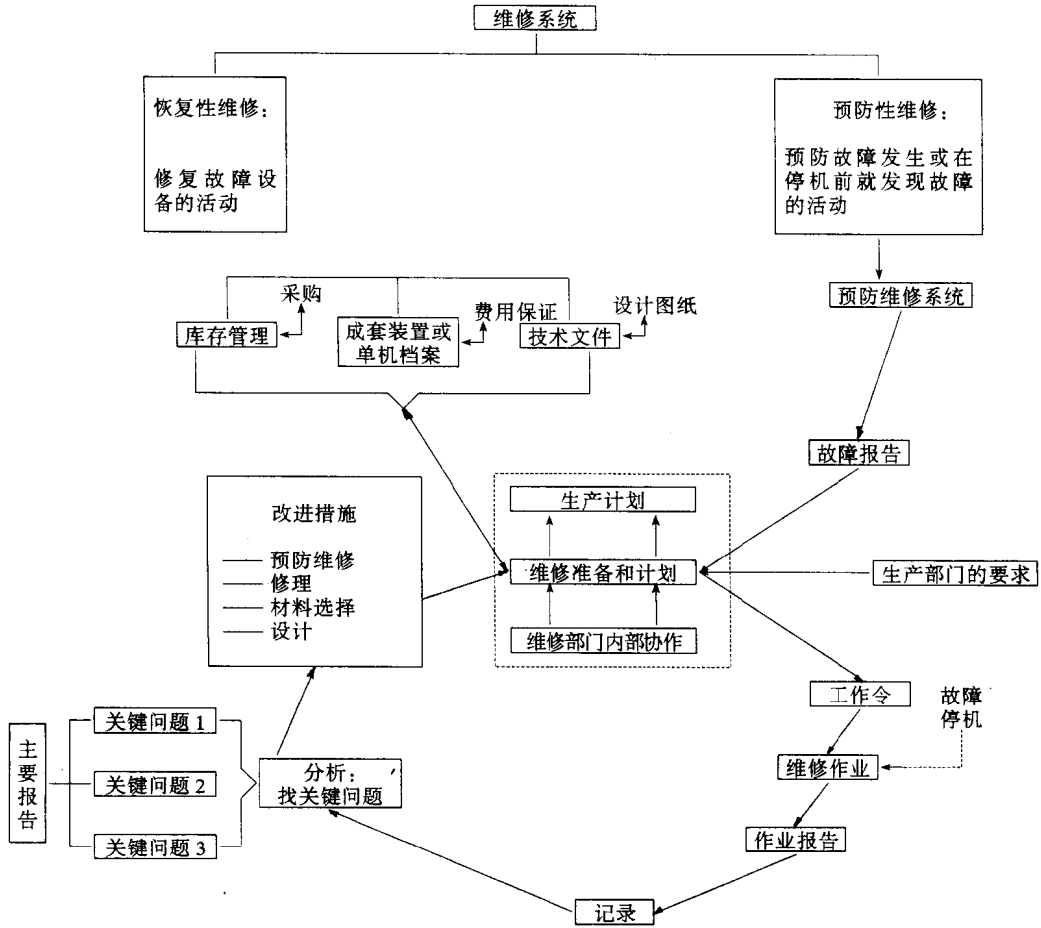 维修系统
恢复性维修：
修复故障设
备的活动
预防性维修：
预防故障发生或在
停机前就发现故障
的活动
预防维修系统
采购
库存管理
费用保证
成套装置或
单机档案
设计图纸
技术文件
故障报告
改进措施
预防维修
修理
材料选择
设计
生产计划
维修准备和计划
维修部门内部协作
生产部门的要求
工作令
故障
停机
维修作业
作业报告
记录
分析：
找关键问题
关键问题1
关键问题2
关键问题3
主
要
报
告